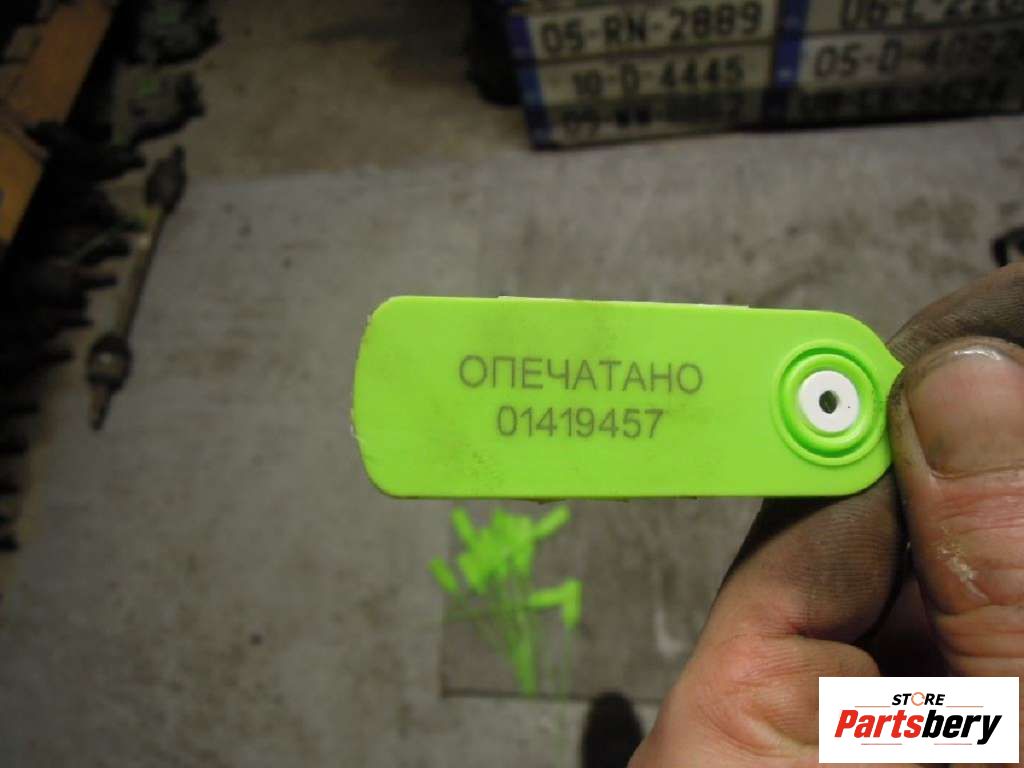 05-RN-2889
10-D-4445
ОПЕЧАТАНО
01419457
STORE
Partsbery